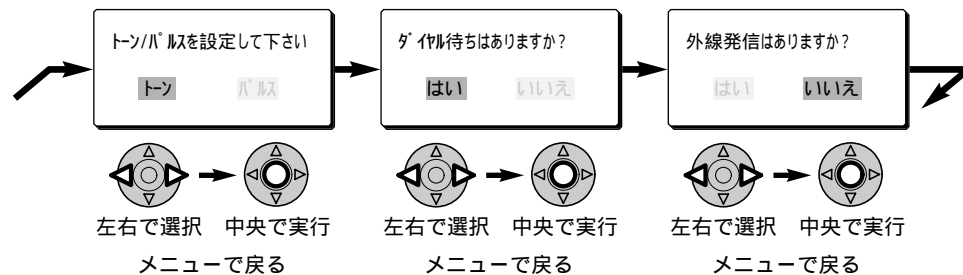 ﾄｰﾝ/ﾊﾟﾙｽを設定して下さい
ﾄｰﾝ ﾊﾟﾙｽ
ﾀﾞｲﾔﾙ待ちはありますか？
はい いいえ
外線発信はありますか？
はい いいえ
左右で選択 中央で実行
メニューで戻る
左右で選択 中央で実行
メニューで戻る
左右で選択 中央で実行
メニューで戻る